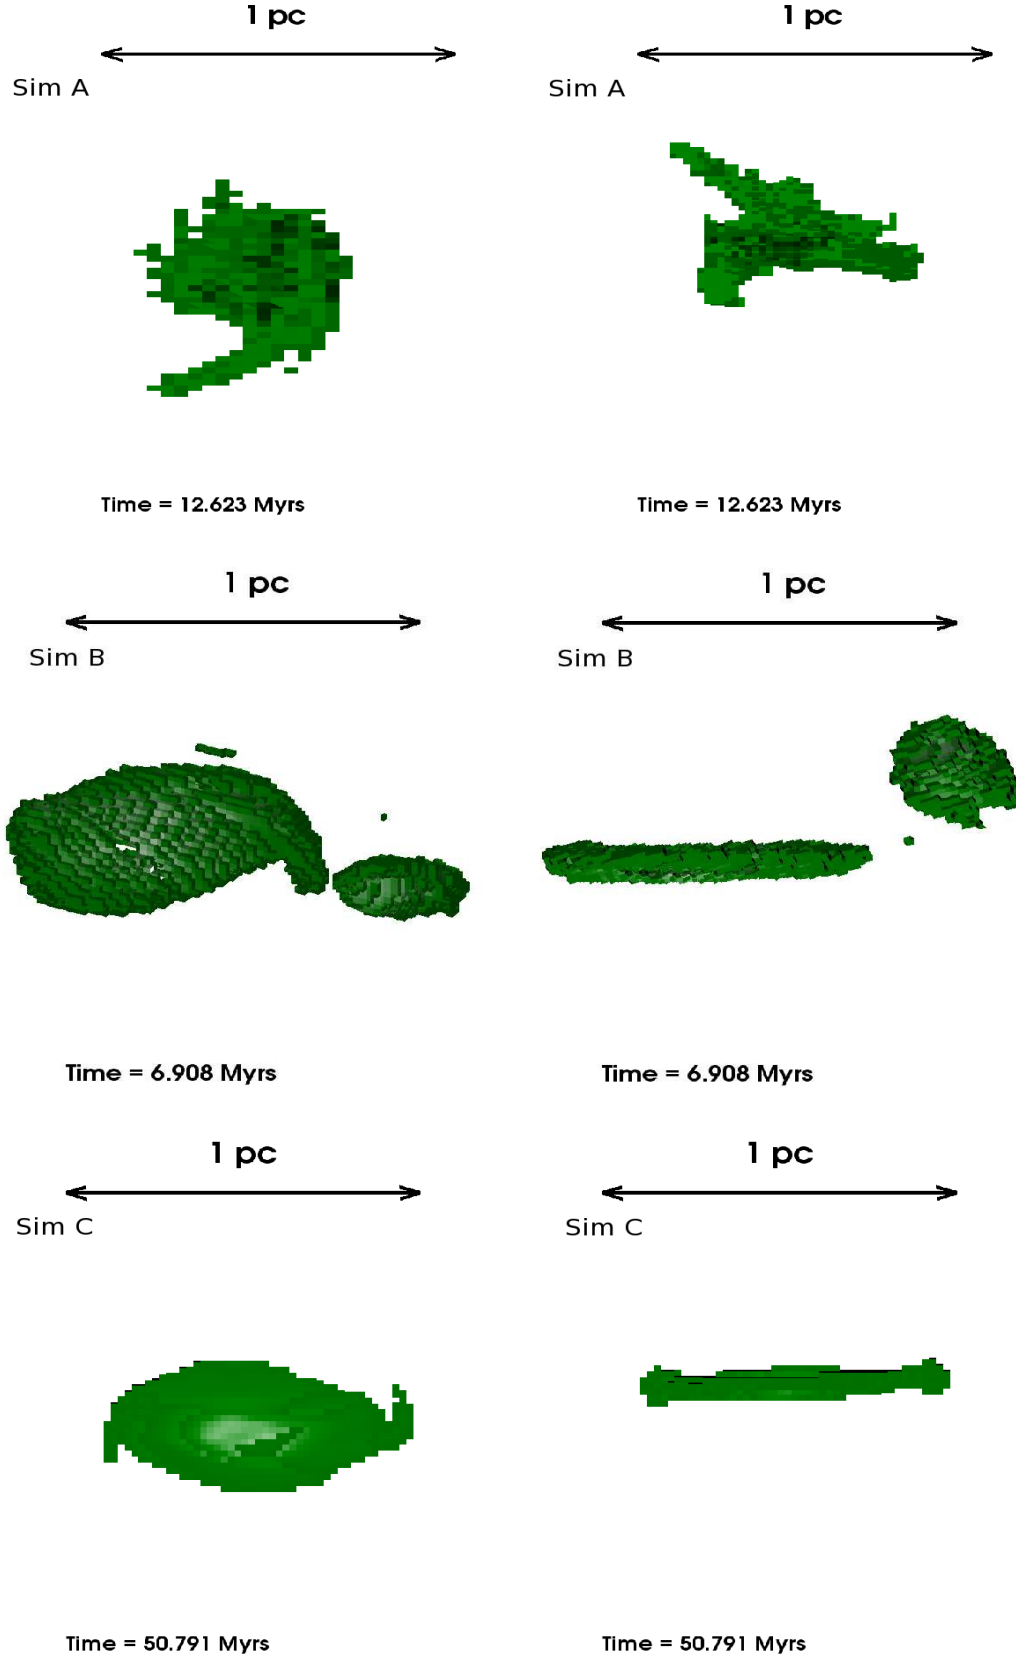 1 pc
1 pc
Sim A
Sim A
Time = 12.623 Myrs
Time = 12.623 Myrs
1 pc
1 pc
Sim B
Sim B
Time = 6.908 Myrs
Time = 6.908 Myrs
1 pc
1 pc
Sim C
Sim C
Time = 50.791 Myrs
Time = 50.791 Myrs